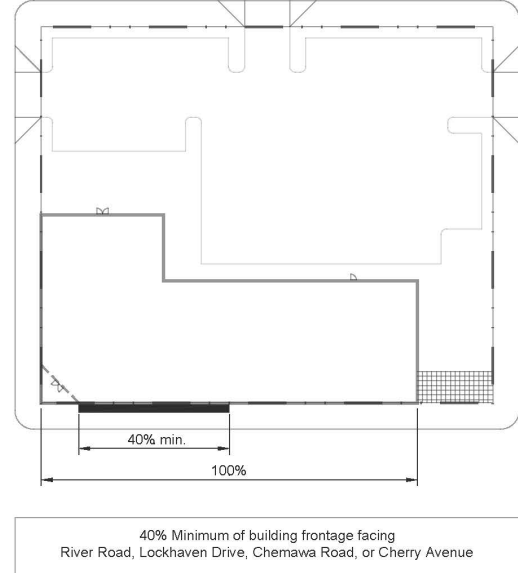 40% min.
100%
40% Minimum of building frontage facing
River Road, Lockhaven Drive, Chemawa Road, or Cherry Avenue